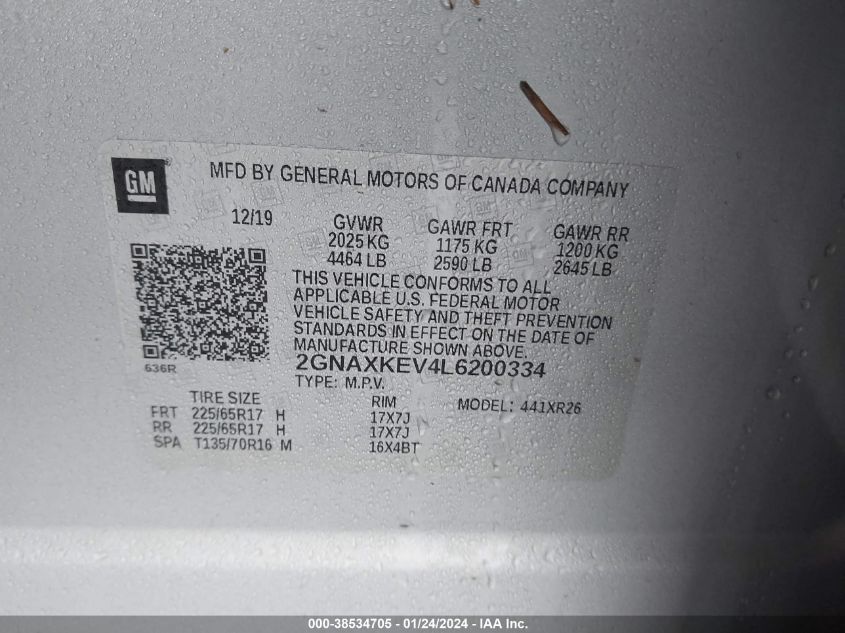 GM
MFD BY GENERAL MOTORS OF CANADA COMPANY
12/19 GVWR GAWR FRT GAWR RR
2025 KG 1175 KG 1200 KG
4464 LB 2590 LB 2645 LB
THIS VEHICLE CONFORMS TO ALL
APPLICABLE U.S. FEDERAL MOTOR
VEHICLE SAFETY AND THEFT PREVENTION
STANDARDS IN EFFECT ON THE DATE OF
MANUFACTURE SHOWN ABOVE.
636R
2GNAXKEV4L6200334
TYPE: M.P.V.
TIRE SIZE RIM MODEL: 441XR26
FRT 225/65R17 H 17X7J
RR 225/65R17 H 17X7J
SPA T135/70R16 M 16X4BT
000-38534705 - 01/24/2024 - IAA Inc.